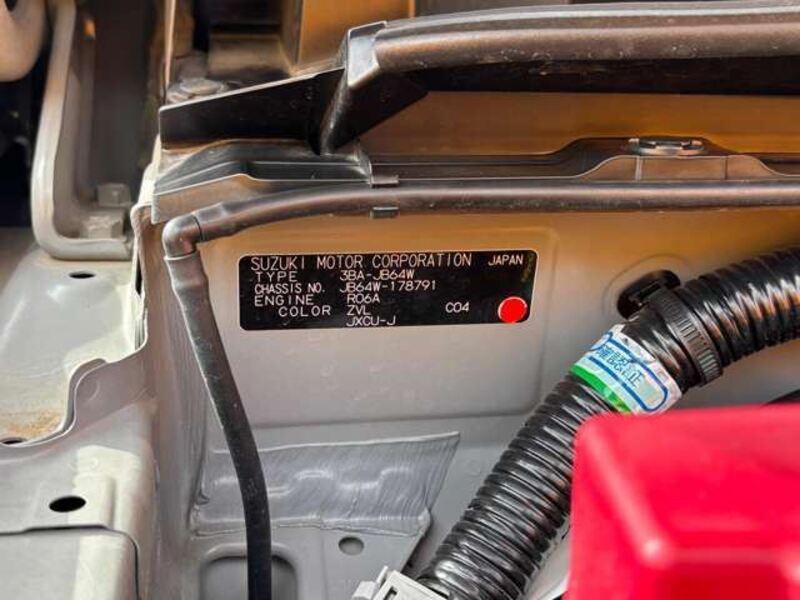 SUZUKI MOTOR CORPORATION JAPAN
TYPE 3BA-JB64W
CHASSIS NO. JB64W-178791
ENGINE R06A
COLOR ZVL C04
JXCU-J